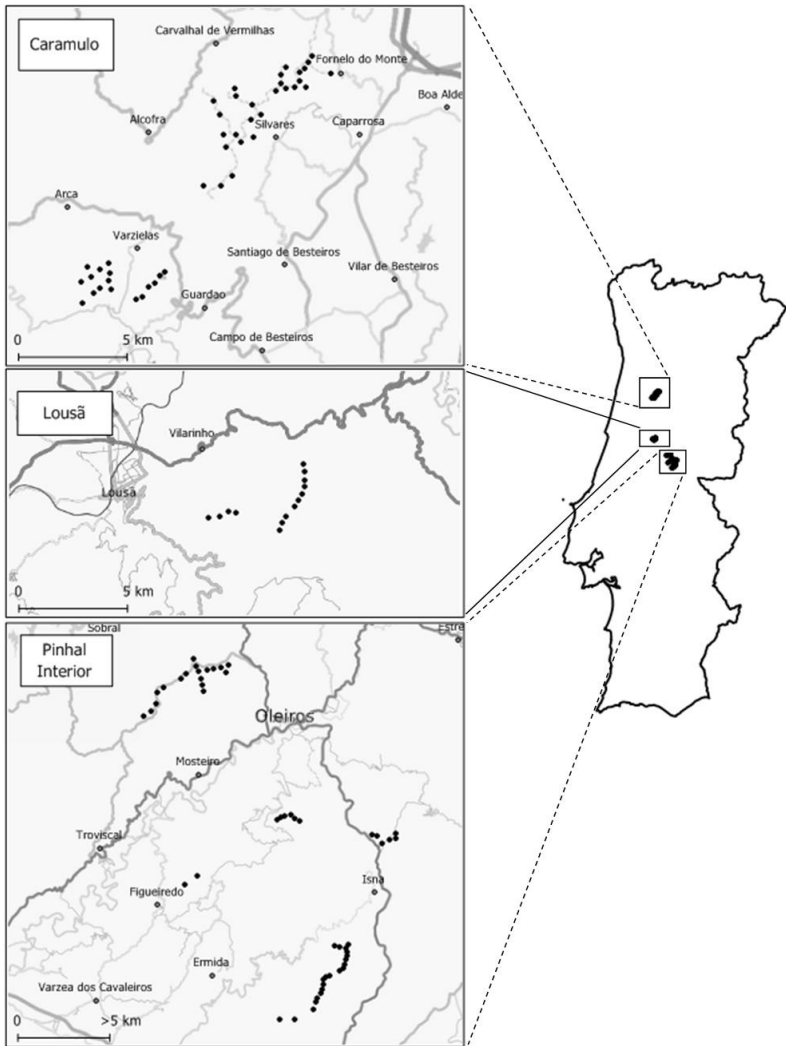 Caramulo
Carvalhal de Vermilhas
Fornelo do Monte
Boa Alde
Alcofra
Silvares
Caparrosa
Arca
Varzielas
Santiago de Besteiros
Vilar de Besteiros
Guardao
Campo de Besteiros
0 5 km
Lousã
Vilarinho
Lousã
0 5 km
Sobral
Estre
Pinhal
Interior
Oleiros
Mosteiro
Troviscal
Isna
Figueiredo
Ermida
Varzea dos Cavaleiros
0 >5 km